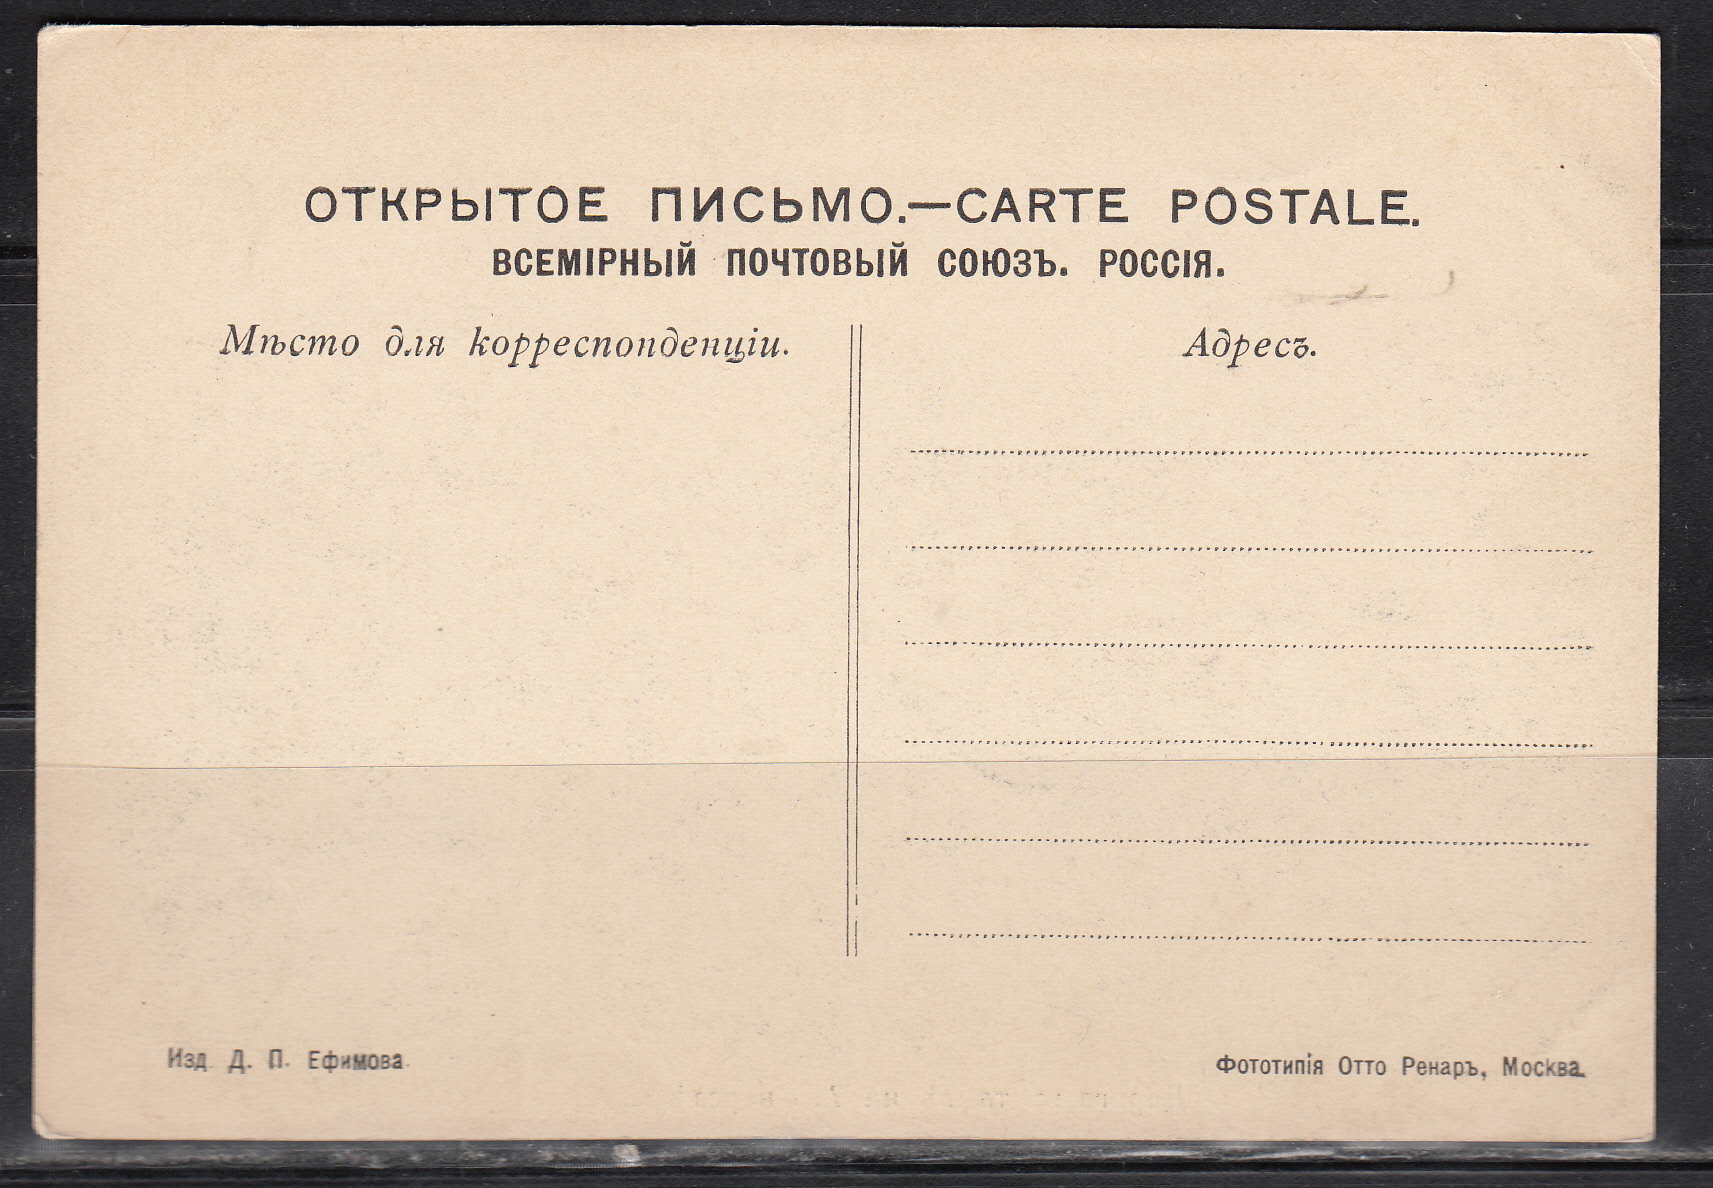 ОТКРЫТОЕ ПИСЬМО.—CARTE POSTALE.
ВСЕМІРНЫЙ ПОЧТОВЫЙ СОЮЗЪ. РОССІЯ.
Мѣсто для корреспонденціи.
Адресъ.
Изд. Д. П. Ефимова
Фототипія Отто Ренаръ, Москва.